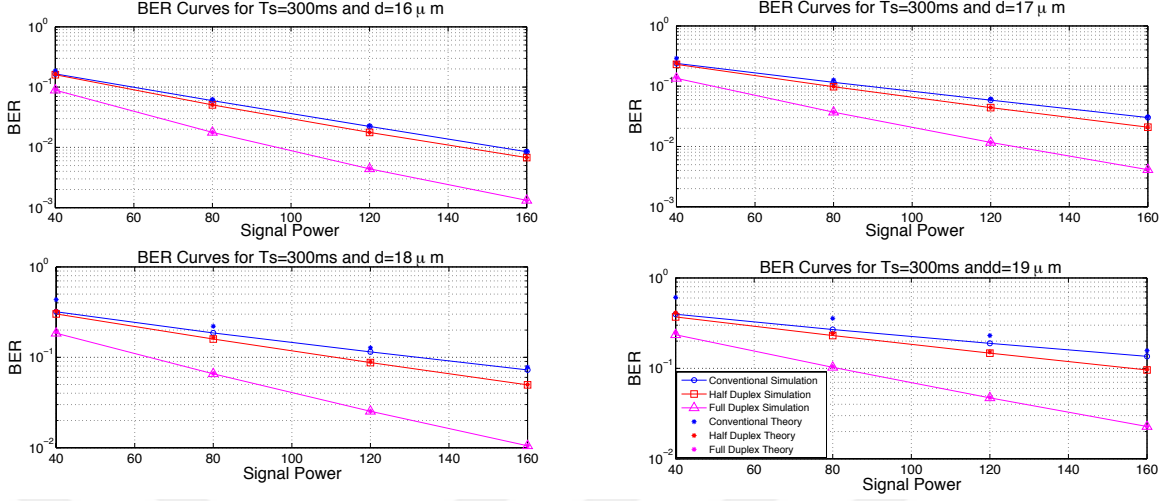 BER Curves for Ts=300ms and d=16 μ m
10^0
10^-1
10^-2
10^-3
BER
40 60 80 100 120 140 160
Signal Power
BER Curves for Ts=300ms and d=17 μ m
10^0
10^-1
10^-2
10^-3
BER
40 60 80 100 120 140 160
Signal Power
BER Curves for Ts=300ms and d=18 μ m
10^0
10^-1
10^-2
BER
40 60 80 100 120 140 160
Signal Power
BER Curves for Ts=300ms andd=19 μ m
10^0
10^-1
10^-2
BER
Conventional Simulation
Half Duplex Simulation
Full Duplex Simulation
Conventional Theory
Half Duplex Theory
Full Duplex Theory
40 60 80 100 120 140 160
Signal Power